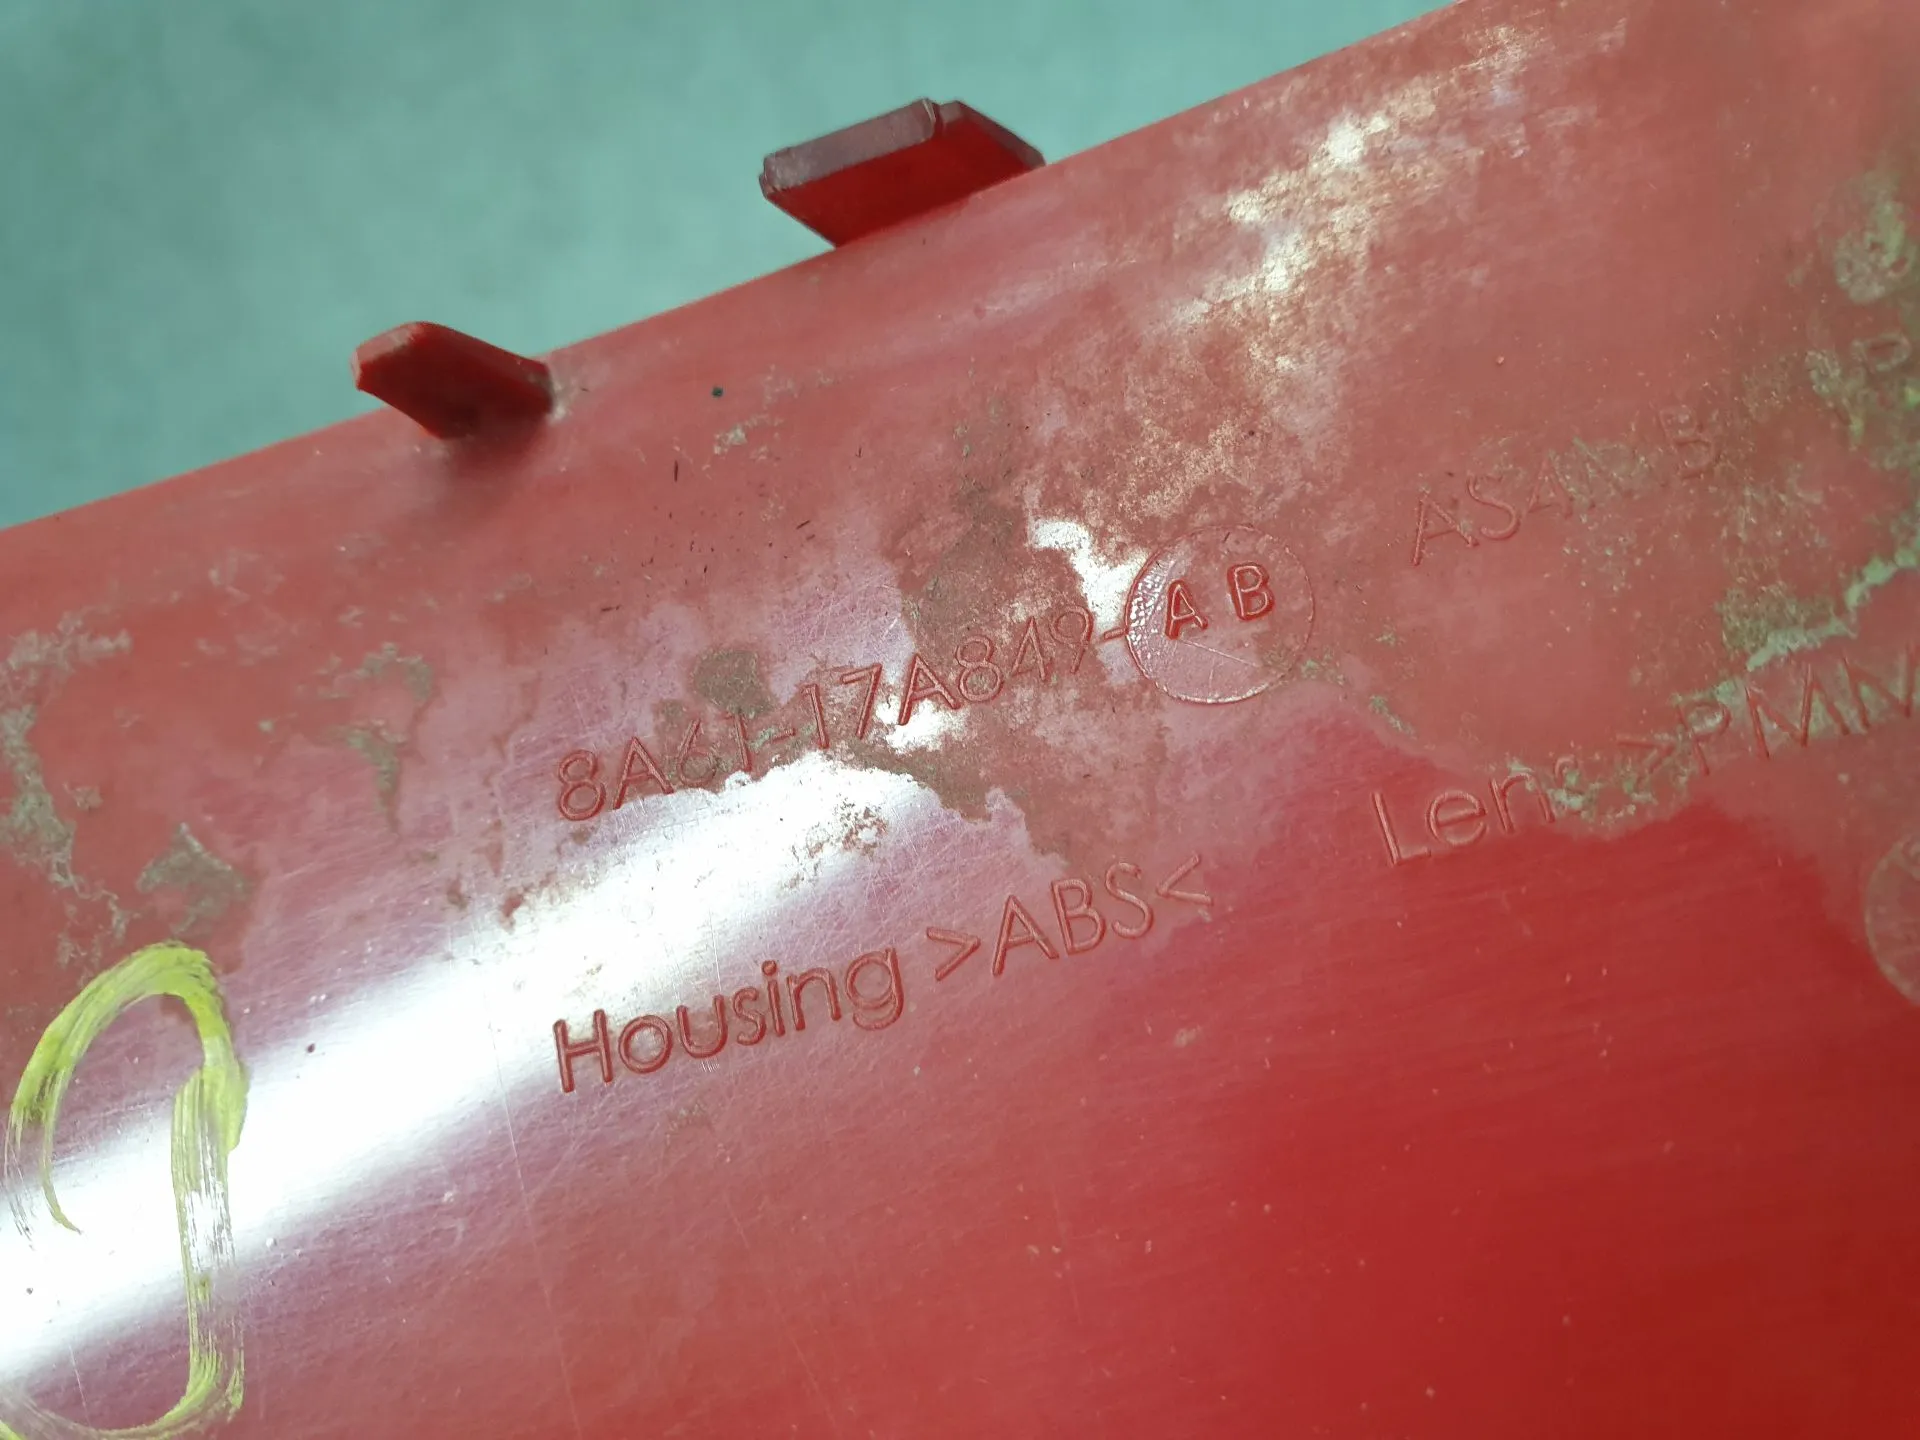 8A61-17A849-AB
Housing >ABS<
Lens >PMM